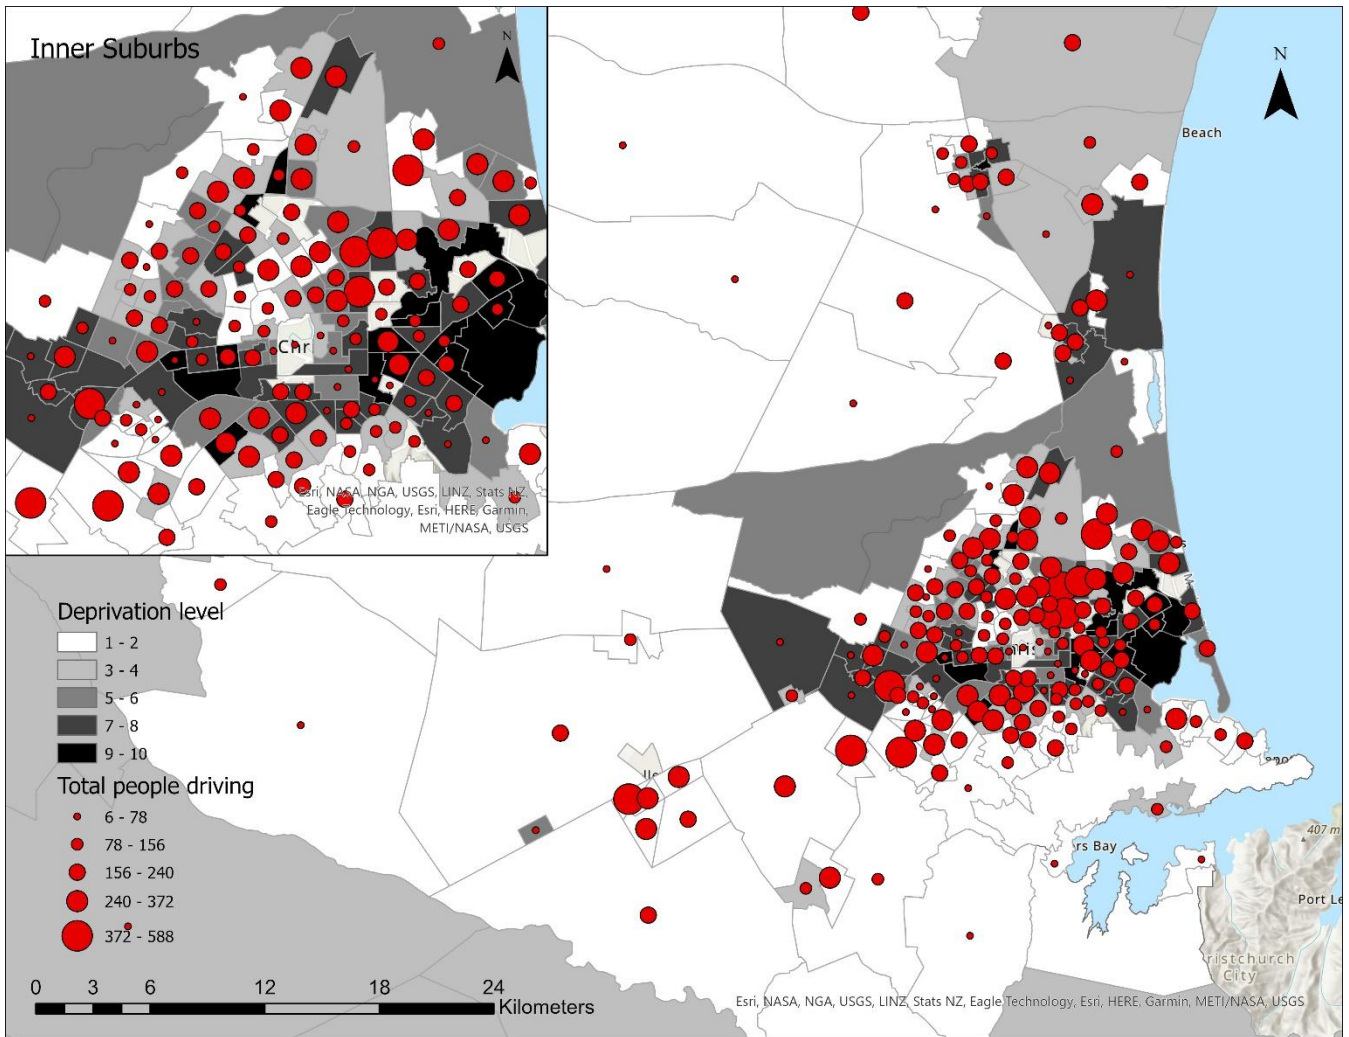 Inner Suburbs
N
Chr
Esri, NASA, NGA, USGS, LINZ, Stats NZ,
Eagle Technology, Esri, HERE, Garmin,
METI/NASA, USGS
N
Beach
Deprivation level
1 - 2
3 - 4
5 - 6
7 - 8
9 - 10
Total people driving
6 - 78
78 - 156
156 - 240
240 - 372
372 - 588
0 3 6 12 18 24
Kilometers
rs Bay
407 m
Port Le
ristchurch
City
Esri, NASA, NGA, USGS, LINZ, Stats NZ, Eagle Technology, Esri, HERE, Garmin, METI/NASA, USGS